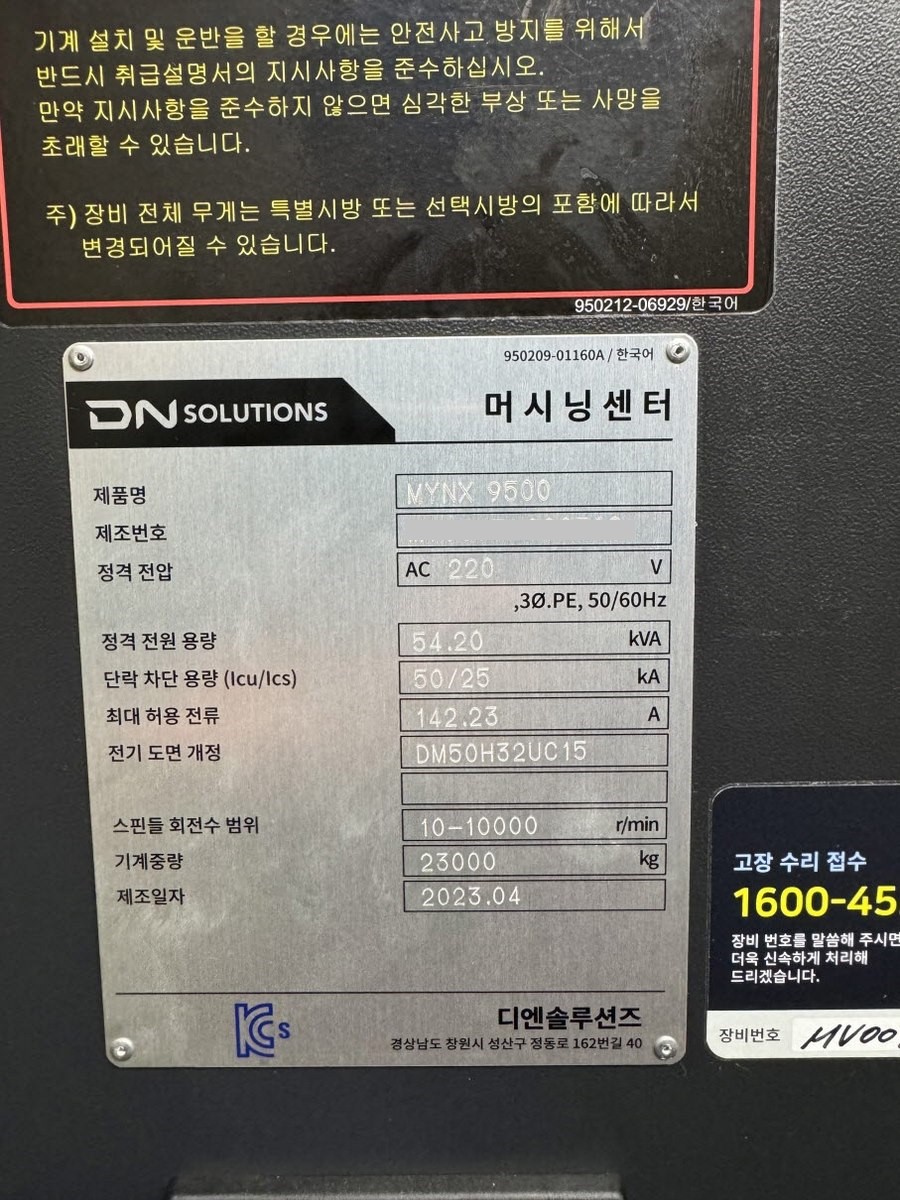 기계 설치 및 운반을 할 경우에는 안전사고 방지를 위해서
반드시 취급설명서의 지시사항을 준수하십시오.
만약 지시사항을 준수하지 않으면 심각한 부상 또는 사망을
초래할 수 있습니다.
주) 장비 전체 무게는 특별시방 또는 선택시방의 포함에 따라서
변경되어질 수 있습니다.
950212-06929/한국어
950209-01160A / 한국어
DN SOLUTIONS 머시닝센터
제품명 MYNX 9500
제조번호
정격 전압 AC 220 V
,3Ø.PE, 50/60Hz
정격 전원 용량 54.20 kVA
단락 차단 용량 (Icu/Ics) 50/25 kA
최대 허용 전류 142.23 A
전기 도면 개정 DM50H32UC15
스핀들 회전수 범위 10-10000 r/min
기계중량 23000 kg
제조일자 2023.04
KCs 디엔솔루션즈
경상남도 창원시 성산구 정동로 162번길 40
고장 수리 접수
1600-45
장비 번호를 말씀해 주시면
더욱 신속하게 처리해
드리겠습니다.
장비번호 MV00